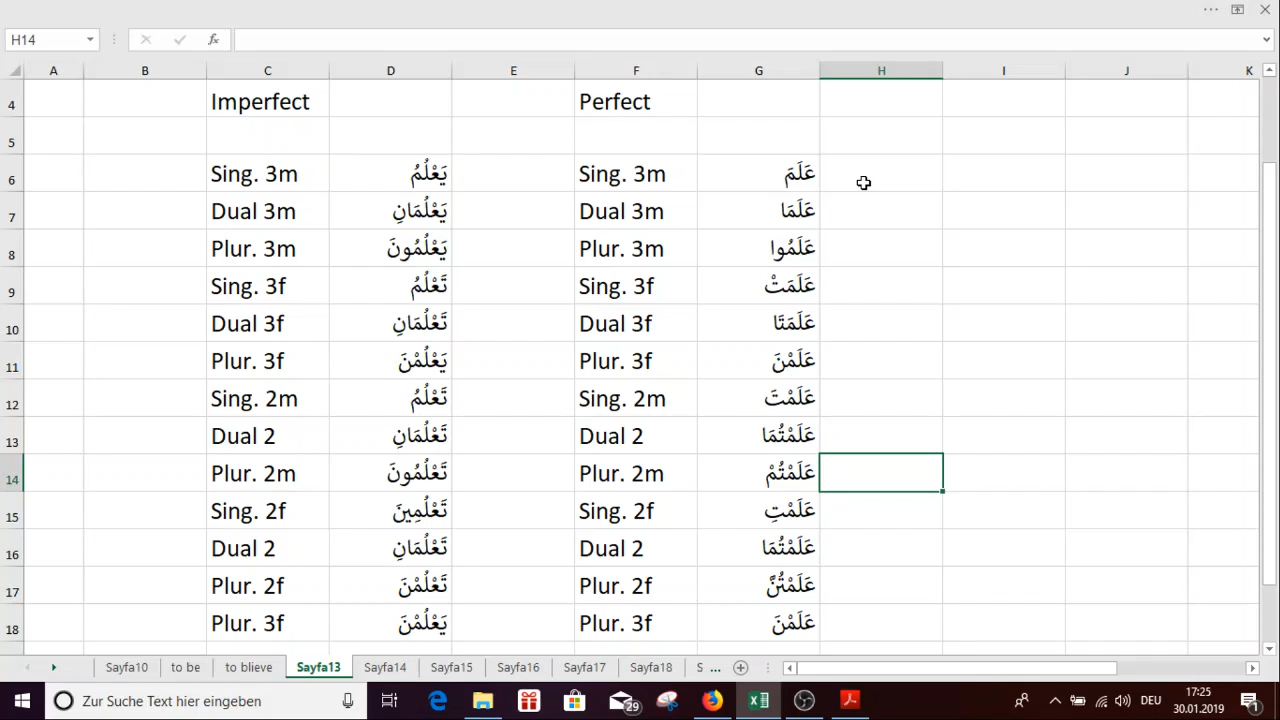 H14
fx
A B C D E F G H I J K
4 Imperfect Perfect
5
6 Sing. 3m يَعْلُمُ Sing. 3m عَلَمَ
7 Dual 3m يَعْلُمَانِ Dual 3m عَلَمَا
8 Plur. 3m يَعْلُمُونَ Plur. 3m عَلَمُوا
9 Sing. 3f تَعْلُمُ Sing. 3f عَلَمَتْ
10 Dual 3f تَعْلُمَانِ Dual 3f عَلَمَتَا
11 Plur. 3f يَعْلُمْنَ Plur. 3f عَلَمْنَ
12 Sing. 2m تَعْلُمُ Sing. 2m عَلَمْتَ
13 Dual 2 تَعْلُمَانِ Dual 2 عَلَمْتُمَا
14 Plur. 2m تَعْلُمُونَ Plur. 2m عَلَمْتُمْ
15 Sing. 2f تَعْلُمِينَ Sing. 2f عَلَمْتِ
16 Dual 2 تَعْلُمَانِ Dual 2 عَلَمْتُمَا
17 Plur. 2f تَعْلُمْنَ Plur. 2f عَلَمْتُنَّ
18 Plur. 3f يَعْلُمْنَ Plur. 3f عَلَمْنَ
Sayfa10 to be to blieve Sayfa13 Sayfa14 Sayfa15 Sayfa16 Sayfa17 Sayfa18 S ...
Zur Suche Text hier eingeben 29 DEU 17:25
30.01.2019 1